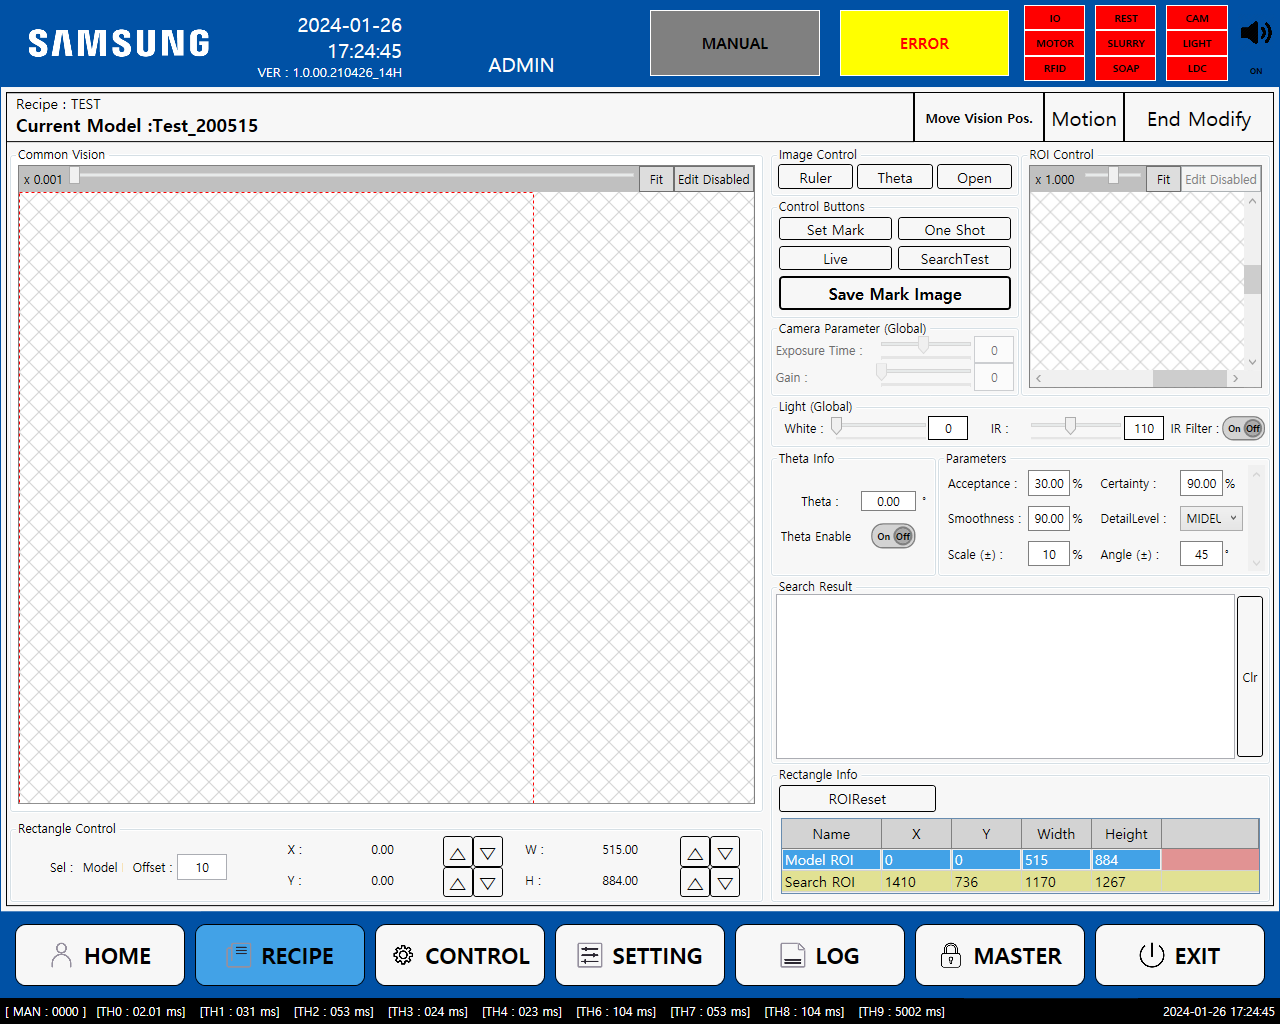 SAMSUNG
2024-01-26
17:24:45
VER : 1.0.00.210426_14H
ADMIN
MANUAL
ERROR
IO REST CAM
MOTOR SLURRY LIGHT
RFID SOAP LDC
ON
Recipe : TEST
Current Model :Test_200515
Move Vision Pos.
Motion
End Modify
Common Vision
x 0.001
Fit
Edit Disabled
Image Control
Ruler Theta Open
Control Buttons
Set Mark One Shot
Live SearchTest
Save Mark Image
ROI Control
x 1.000
Fit
Edit Disabled
Camera Parameter (Global)
Exposure Time : 0
Gain : 0
Light (Global)
White : 0 IR : 110 IR Filter : On Off
Theta Info
Theta : 0.00 °
Theta Enable On Off
Parameters
Acceptance : 30.00 % Certainty : 90.00 %
Smoothness : 90.00 % DetailLevel : MIDEU
Scale (±) : 10 % Angle (±) : 45 °
Search Result
Clr
Rectangle Info
ROIReset
Name X Y Width Height
Model ROI 0 0 515 884
Search ROI 1410 736 1170 1267
Rectangle Control
Sel : Model Offset : 10
X : 0.00 W : 515.00
Y : 0.00 H : 884.00
HOME RECIPE CONTROL SETTING LOG MASTER EXIT
[ MAN : 0000 ] [TH0 : 02.01 ms] [TH1 : 031 ms] [TH2 : 053 ms] [TH3 : 024 ms] [TH4 : 023 ms] [TH6 : 104 ms] [TH7 : 053 ms] [TH8 : 104 ms] [TH9 : 5002 ms] 2024-01-26 17:24:45